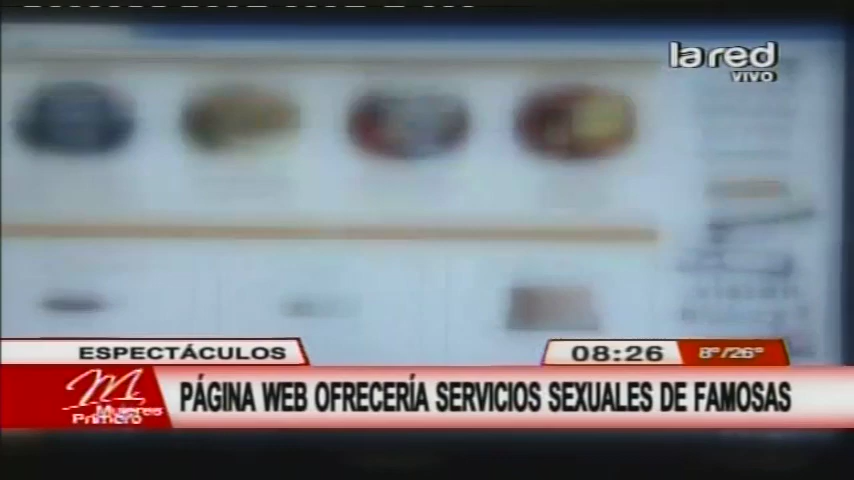 la red
VIVO
ESPECTÁCULOS
08:26
8°/26°
M
Mujeres
Primero
PÁGINA WEB OFRECERÍA SERVICIOS SEXUALES DE FAMOSAS